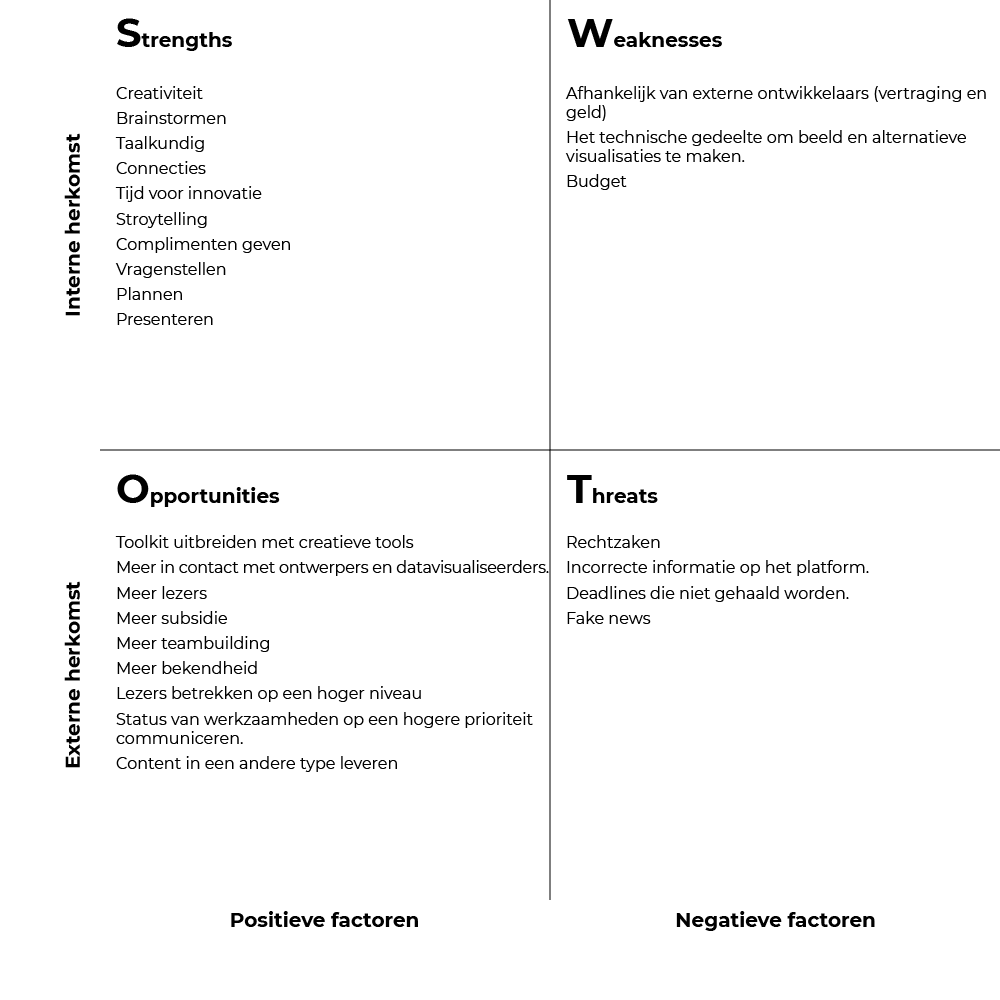 Strengths
Creativiteit
Brainstormen
Taalkundig
Connecties
Tijd voor innovatie
Stroytelling
Complimenten geven
Vragenstellen
Plannen
Presenteren
Weaknesses
Afhankelijk van externe ontwikkelaars (vertraging en
geld)
Het technische gedeelte om beeld en alternatieve
visualisaties te maken.
Budget
Interne herkomst
Opportunities
Toolkit uitbreiden met creatieve tools
Meer in contact met ontwerpers en datavisualiseerders.
Meer lezers
Meer subsidie
Meer teambuilding
Meer bekendheid
Lezers betrekken op een hoger niveau
Status van werkzaamheden op een hogere prioriteit
communiceren.
Content in een andere type leveren
Threats
Rechtzaken
Incorrecte informatie op het platform.
Deadlines die niet gehaald worden.
Fake news
Externe herkomst
Positieve factoren
Negatieve factoren